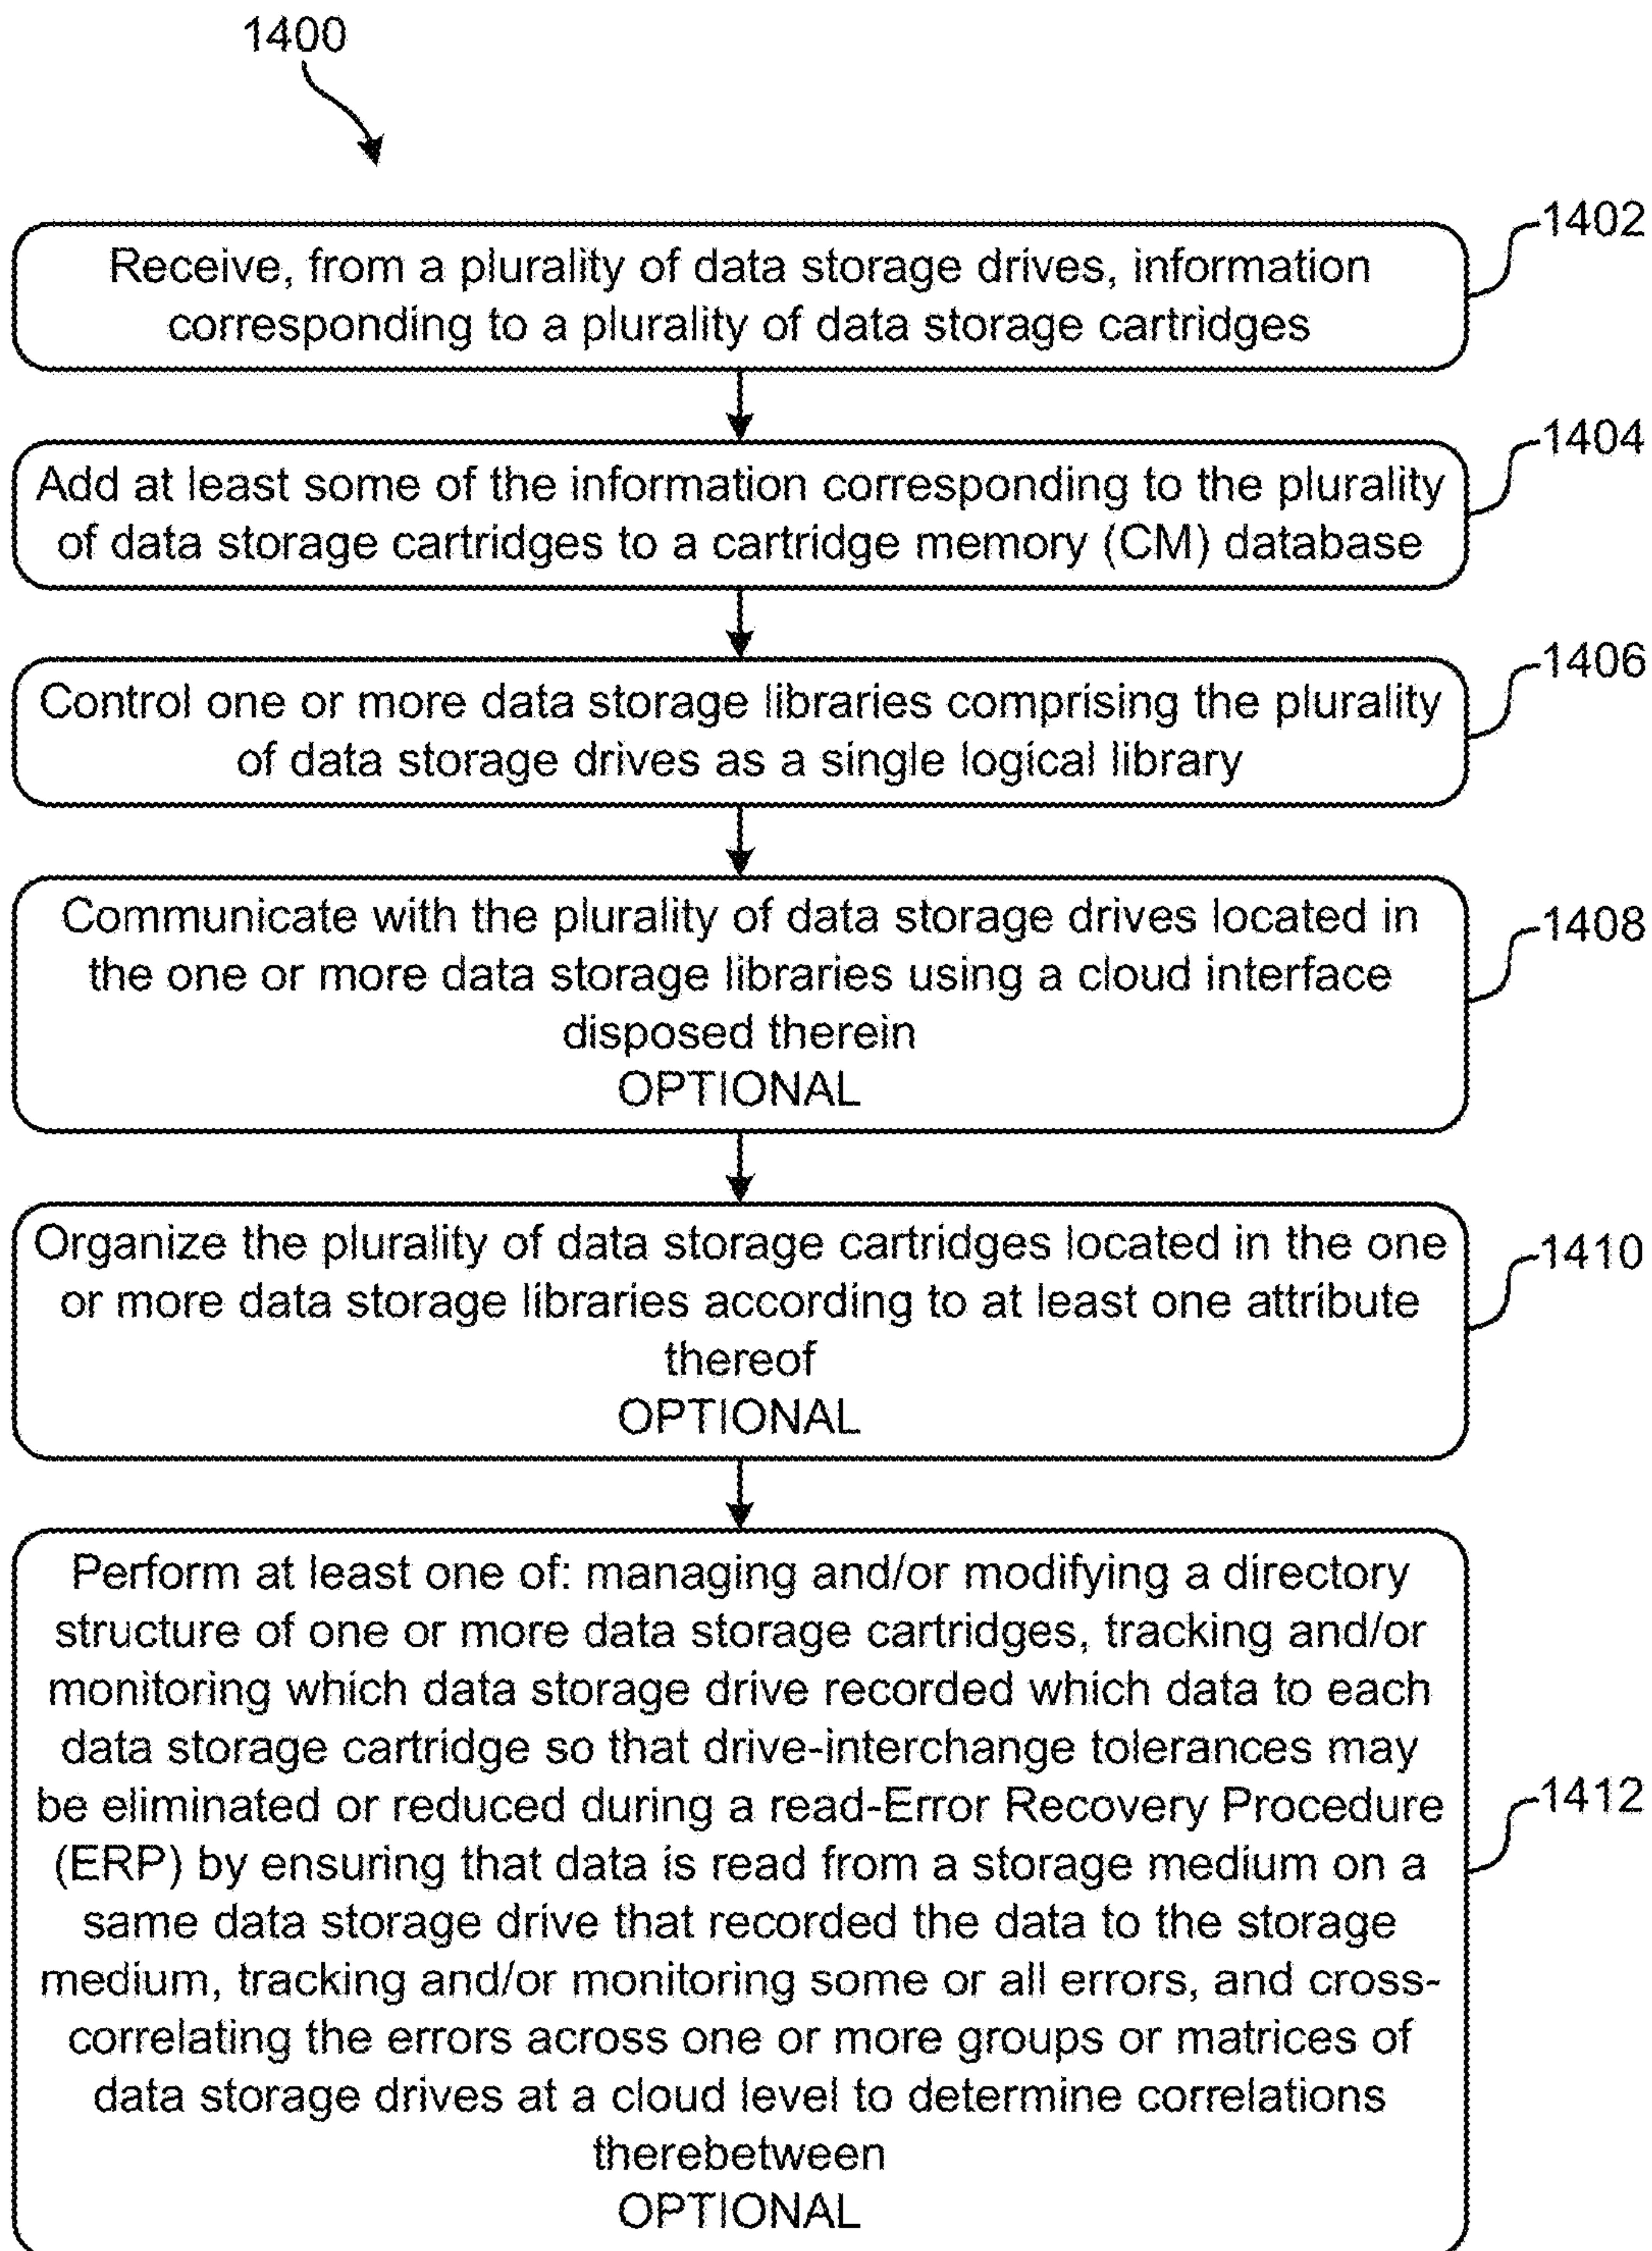 1400
1402
Receive, from a plurality of data storage drives, information
corresponding to a plurality of data storage cartridges
1404
Add at least some of the information corresponding to the plurality
of data storage cartridges to a cartridge memory (CM) database
1406
Control one or more data storage libraries comprising the plurality
of data storage drives as a single logical library
1408
Communicate with the plurality of data storage drives located in
the one or more data storage libraries using a cloud interface
disposed therein
OPTIONAL
1410
Organize the plurality of data storage cartridges located in the one
or more data storage libraries according to at least one attribute
thereof
OPTIONAL
1412
Perform at least one of: managing and/or modifying a directory
structure of one or more data storage cartridges, tracking and/or
monitoring which data storage drive recorded which data to each
data storage cartridge so that drive-interchange tolerances may
be eliminated or reduced during a read-Error Recovery Procedure
(ERP) by ensuring that data is read from a storage medium on a
same data storage drive that recorded the data to the storage
medium, tracking and/or monitoring some or all errors, and cross-
correlating the errors across one or more groups or matrices of
data storage drives at a cloud level to determine correlations
therebetween
OPTIONAL